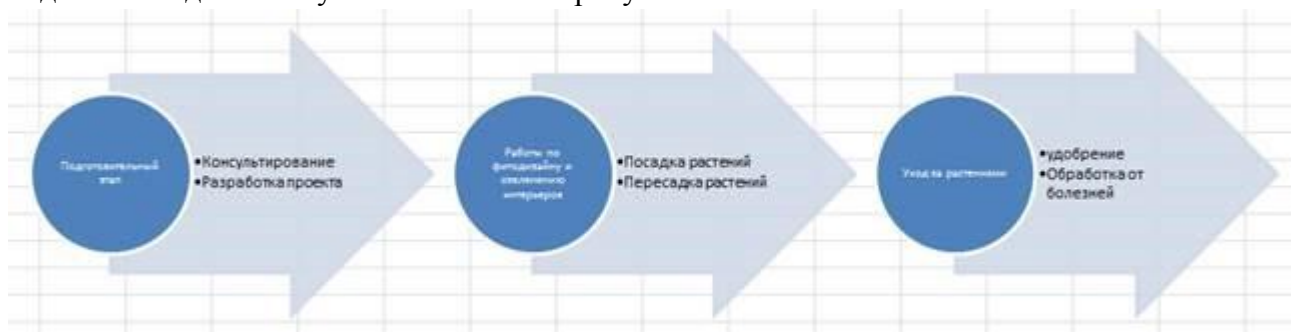 Подготовительный
этап
•Консультирование
•Разработка проекта
Работы по
фитодизайну и
озеленению
интерьеров
•Посадка растений
•Пересадка растений
Уход за растениями
•удобрение
•Обработка от
болезней